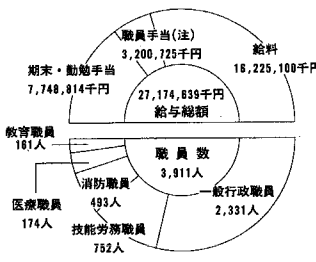 職員手当(注)
3,200,725千円
給料
16,225,100千円
期末・勤勉手当
7,748,814千円
27,174,639千円
給与総額
教育職員
161人
職員数
3,911人
消防職員
493人
一般行政職員
2,331人
医療職員
174人
技能労務職員
752人